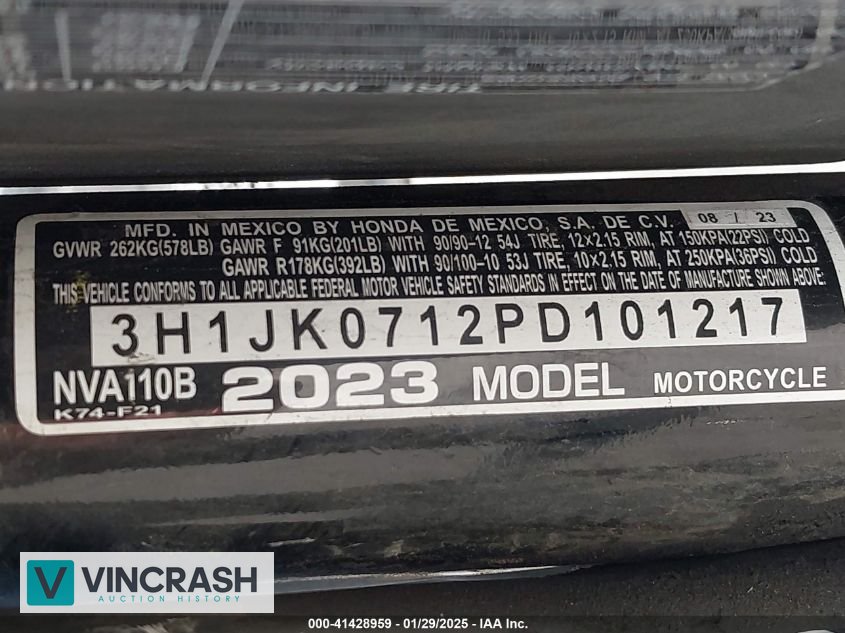 TIRE INFORMATION
MFD. IN MEXICO BY HONDA DE MEXICO, S.A. DE C.V. 08 / 23
GVWR 262KG(578LB) GAWR F 91KG(201LB) WITH 90/90-12 54J TIRE, 12×2.15 RIM, AT 150KPA(22PSI) COLD
GAWR R178KG(392LB) WITH 90/100-10 53J TIRE, 10×2.15 RIM, AT 250KPA(36PSI) COLD
THIS VEHICLE CONFORMS TO ALL APPLICABLE FEDERAL MOTOR VEHICLE SAFETY STANDARDS IN EFFECT ON THE DATE OF MANUFACTURE SHOWN ABOVE:
3H1JK0712PD101217
NVA110B 2023 MODEL MOTORCYCLE
K74-F21
V VINCRASH
AUCTION HISTORY
000-41428959 - 01/29/2025 - IAA Inc.